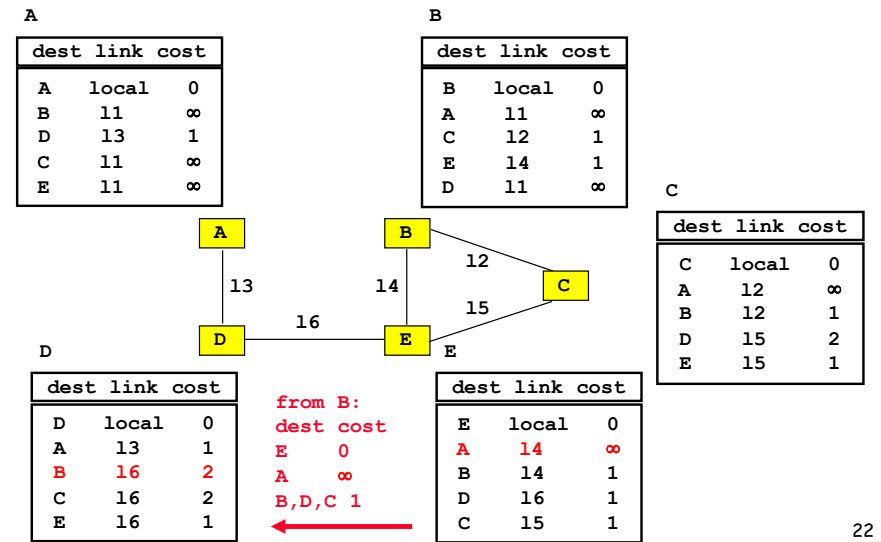 A
dest link cost
A local 0
B l1 ∞
D l3 1
C l1 ∞
E l1 ∞
B
dest link cost
B local 0
A l1 ∞
C l2 1
E l4 1
D l1 ∞
C
dest link cost
C local 0
A l2 ∞
B l2 1
D l5 2
E l5 1
A
B
C
D
E
l3
l4
l2
l5
l6
D
dest link cost
D local 0
A l3 1
B l6 2
C l6 2
E l6 1
from B:
dest cost
E 0
A ∞
B,D,C 1
E
dest link cost
E local 0
A l4 ∞
B l4 1
D l6 1
C l5 1
22